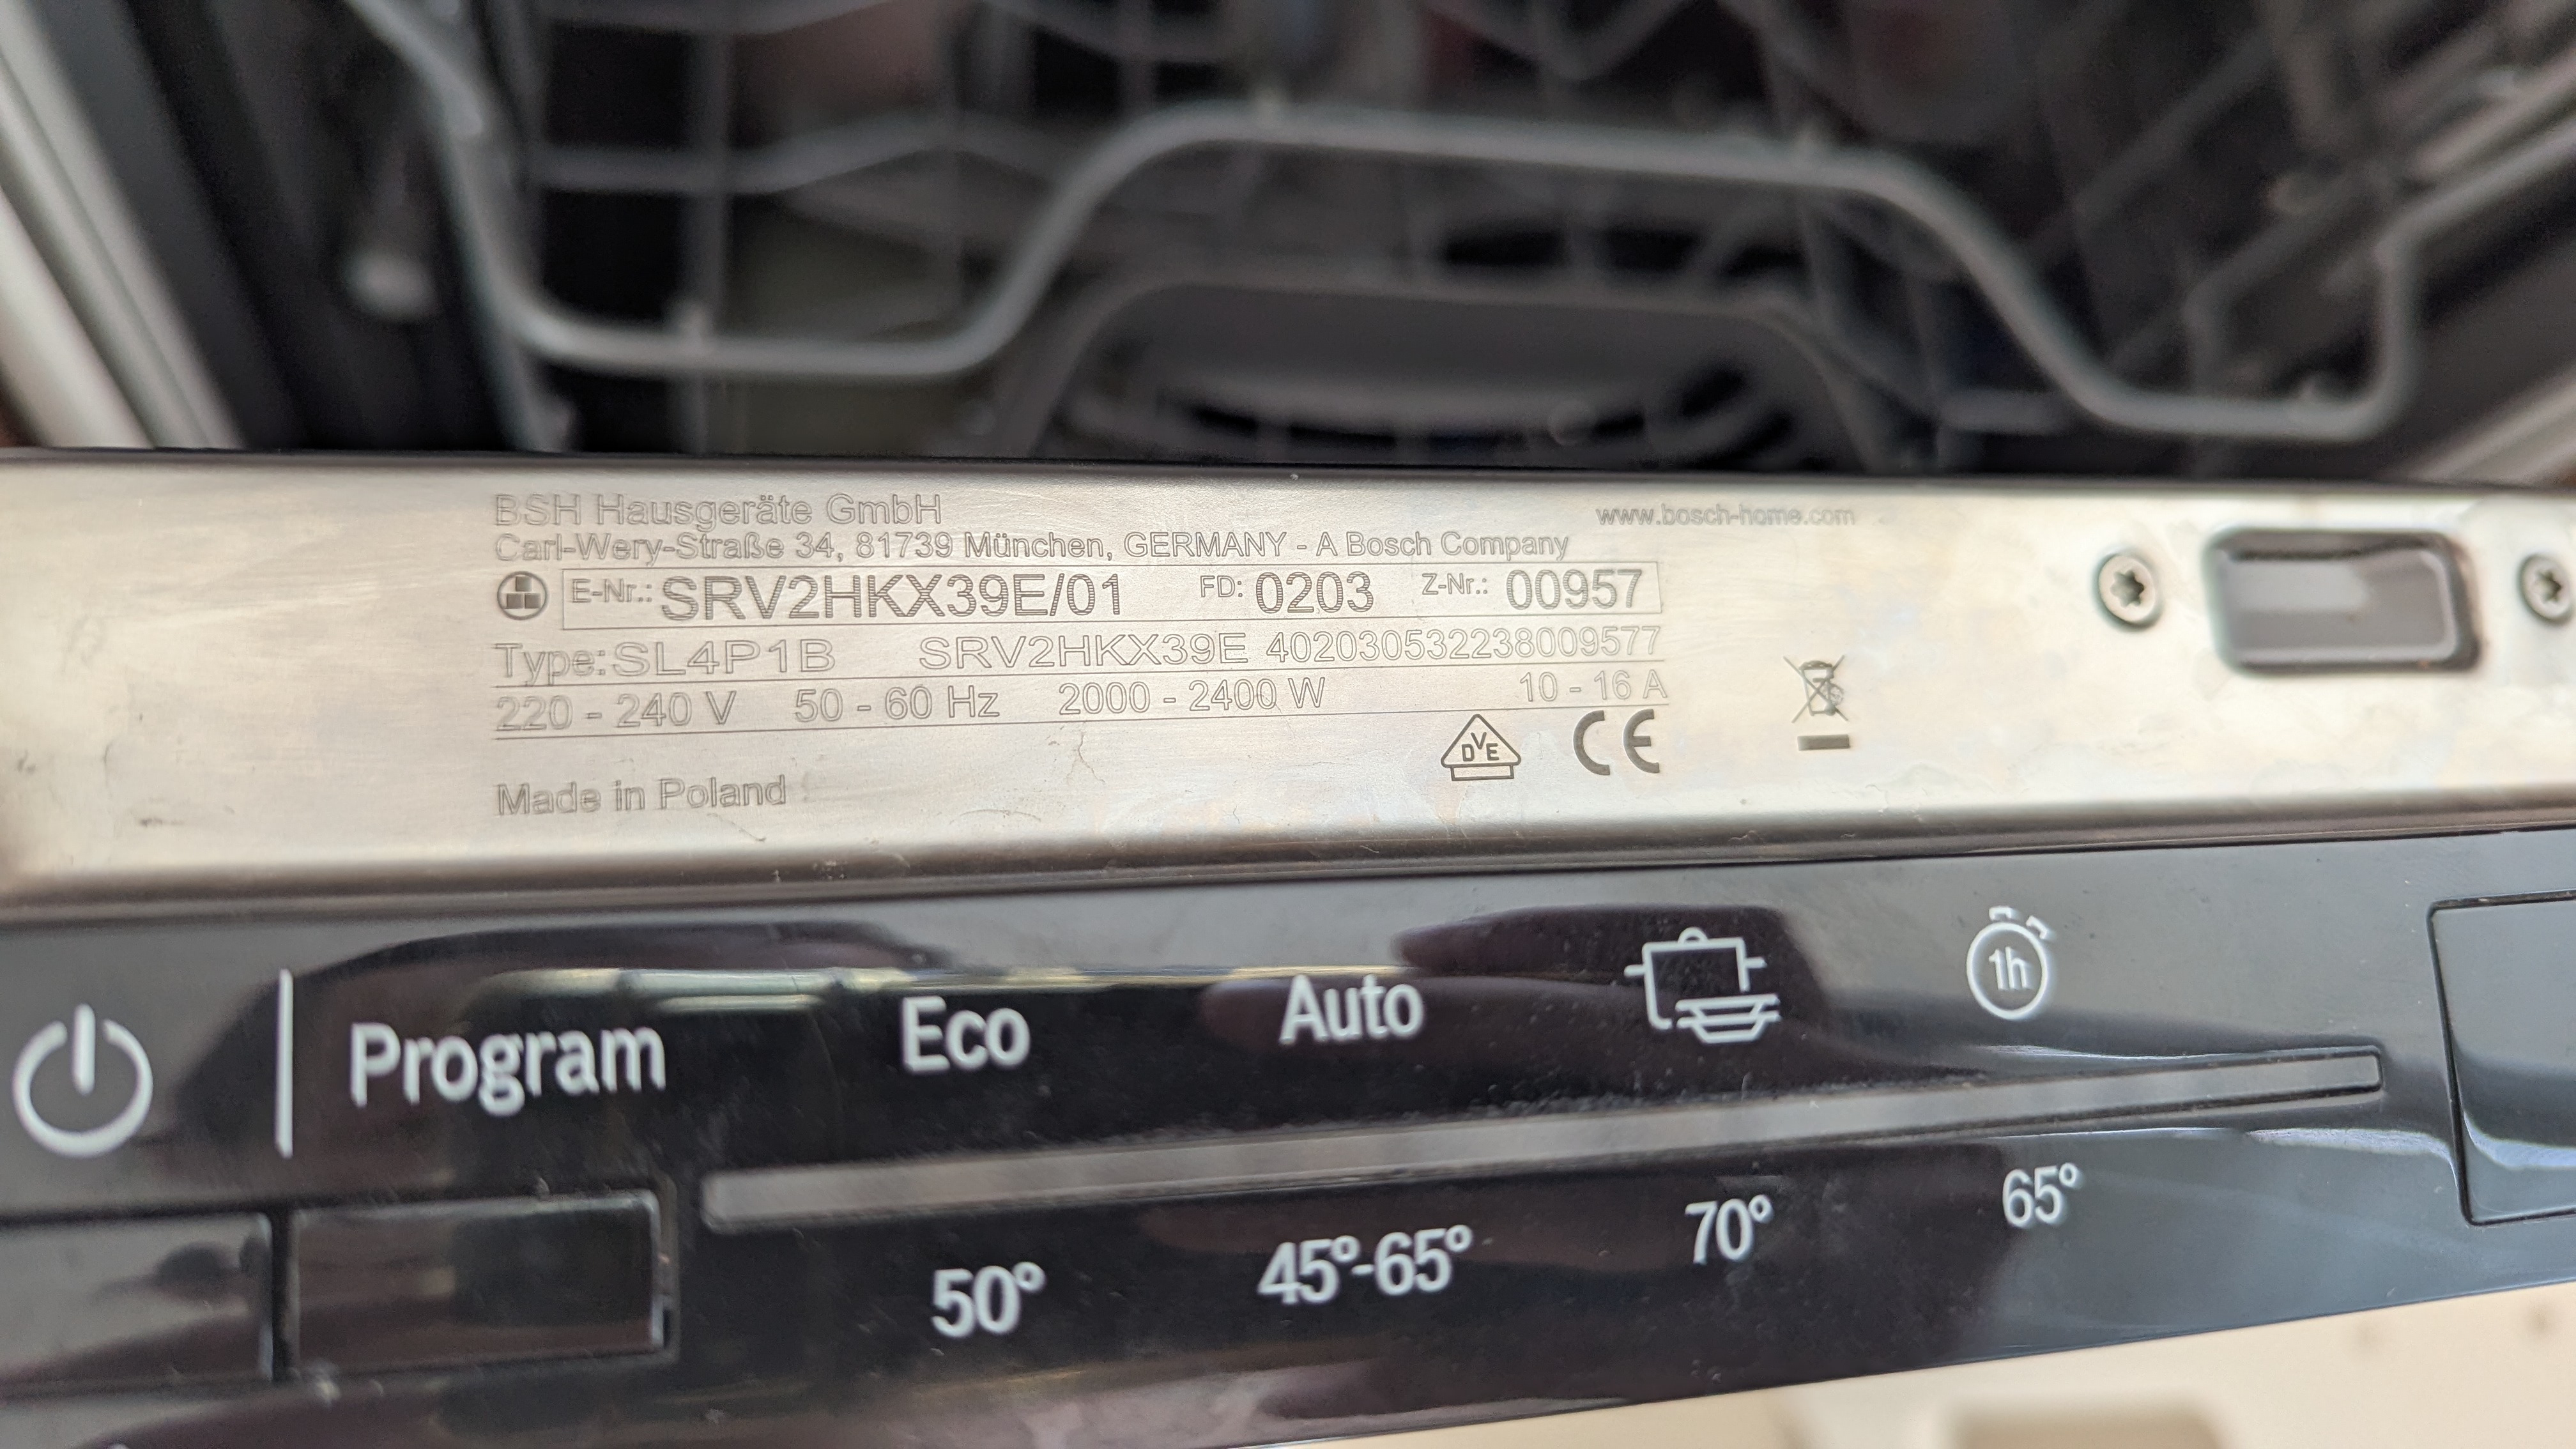 BSH Hausgeräte GmbH www.bosch-home.com
Carl-Wery-Straße 34, 81739 München, GERMANY - A Bosch Company
E-Nr.: SRV2HKX39E/01 FD: 0203 Z-Nr.: 00957
Type: SL4P1B SRV2HKX39E 402030532238009577
220 - 240 V 50 - 60 Hz 2000 - 2400 W 10 - 16 A
DVE CE
Made in Poland
Program Eco Auto 1h
50° 45°-65° 70° 65°